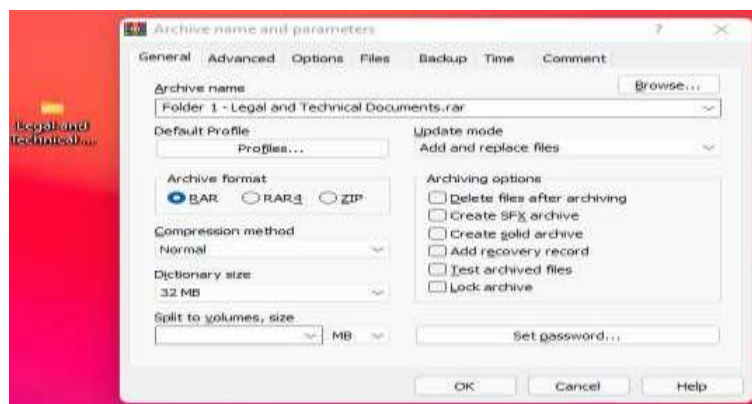 Archive name and parameters
?
General Advanced Options Files Backup Time Comment
Archive name
Browse...
Folder 1 - Legal and Technical Documents.rar
Default Profile
Profiles...
Update mode
Add and replace files
Archive format
RAR RAR4 ZIP
Compression method
Normal
Dictionary size
32 MB
Split to volumes, size
MB
Archiving options
Delete files after archiving
Create SFX archive
Create solid archive
Add recovery record
Test archived files
Lock archive
Set password...
OK Cancel Help
Legal and
Technical...